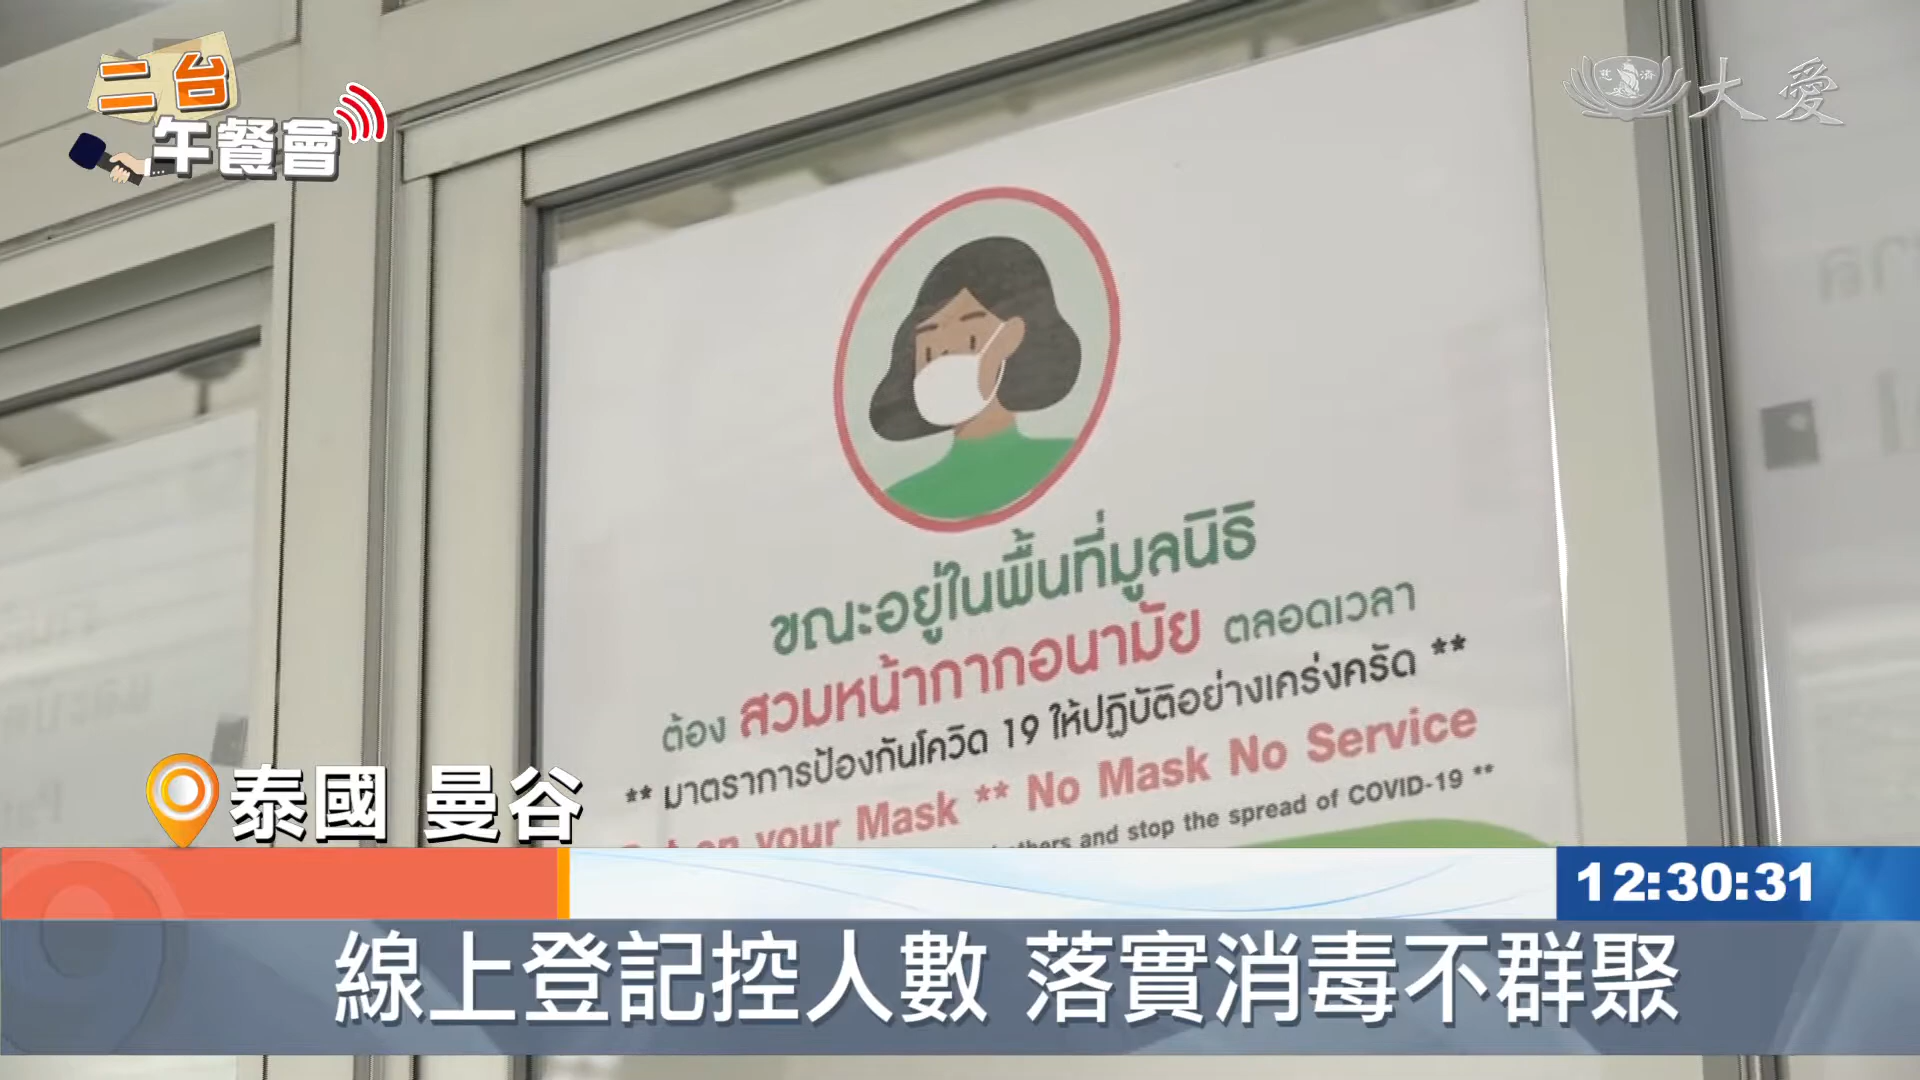 二台
午餐會
慈濟
大愛
ขณะอยู่ในพื้นที่มูลนิธิ
ต้อง สวมหน้ากากอนามัย ตลอดเวลา
** มาตราการป้องกันโควิด 19 ให้ปฏิบัติอย่างเคร่งครัด **
your Mask ** No Mask No Service
and stop the spread of COVID-19 **
泰國 曼谷
12:30:31
線上登記控人數 落實消毒不群聚